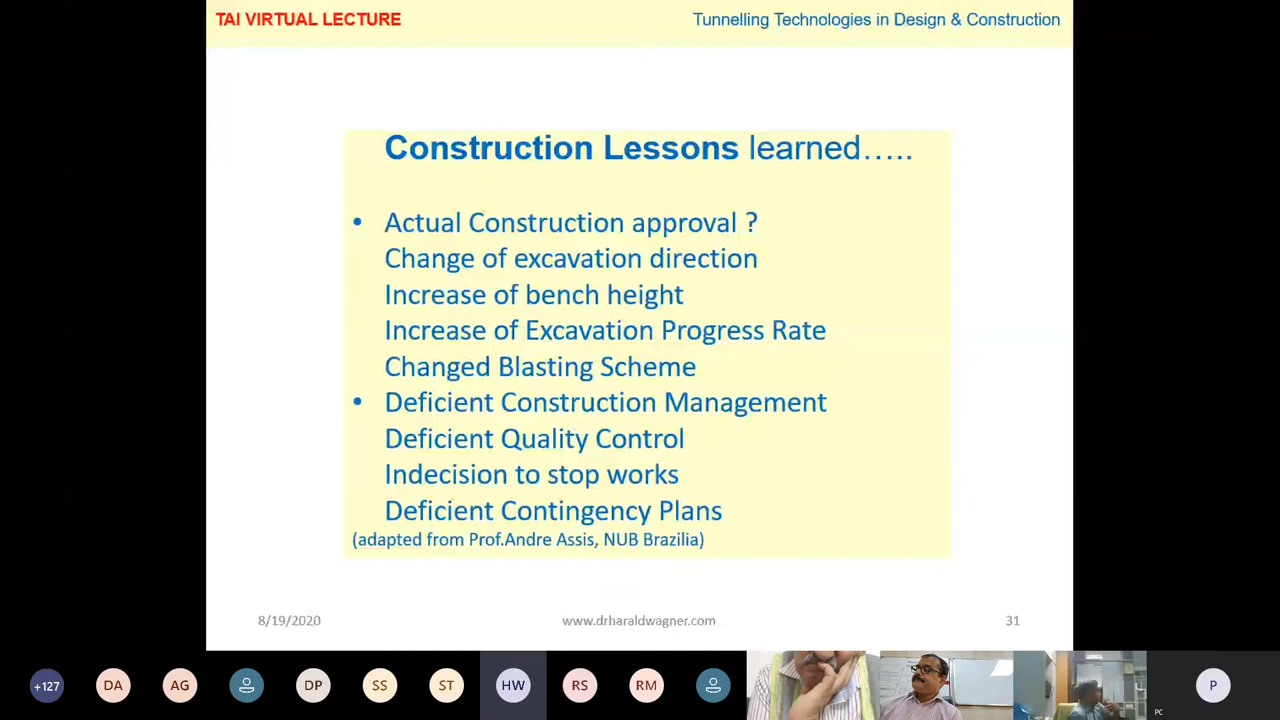 TAI VIRTUAL LECTURE Tunnelling Technologies in Design & Construction
Construction Lessons learned.....
• Actual Construction approval ?
Change of excavation direction
Increase of bench height
Increase of Excavation Progress Rate
Changed Blasting Scheme
• Deficient Construction Management
Deficient Quality Control
Indecision to stop works
Deficient Contingency Plans
(adapted from Prof.Andre Assis, NUB Brazilia)
8/19/2020 www.drharaldwagner.com 31
+127 DA AG DP SS ST HW RS RM P
PC